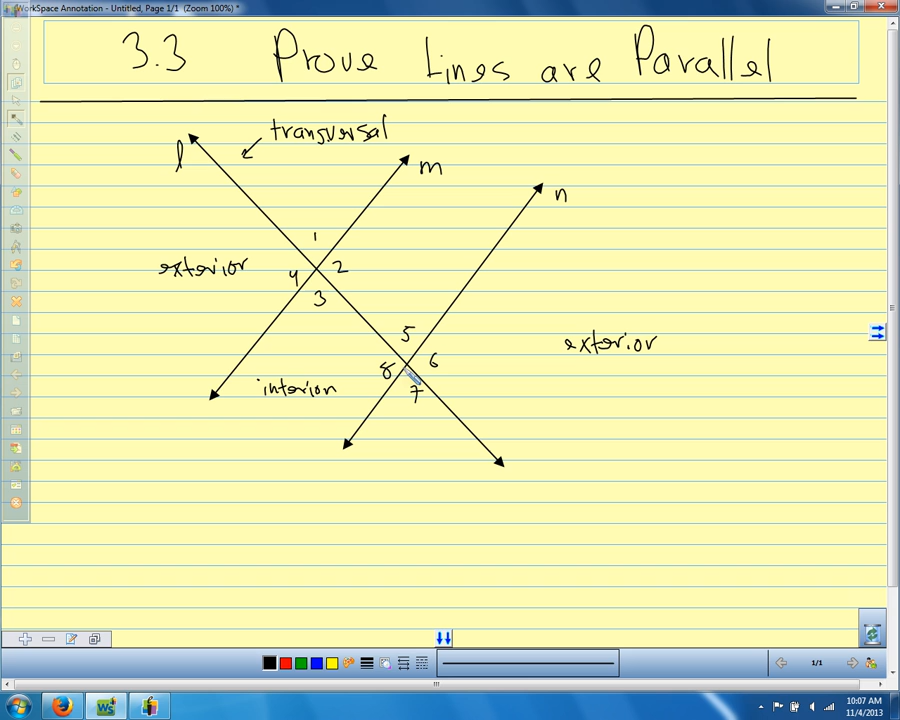 WorkSpace Annotation - Untitled, Page 1/1 (Zoom 100%) *
3.3 Prove Lines are Parallel
transversal
l
m
n
1
exterior
4
2
3
5
exterior
8
6
7
interior
1/1
10:07 AM
11/4/2013